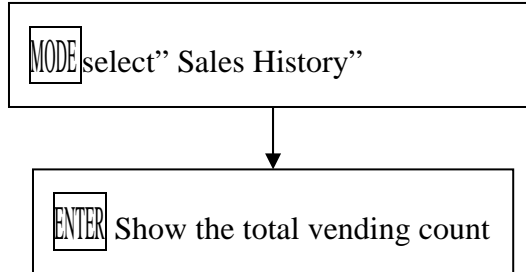 MODE select” Sales History”
ENTER Show the total vending count